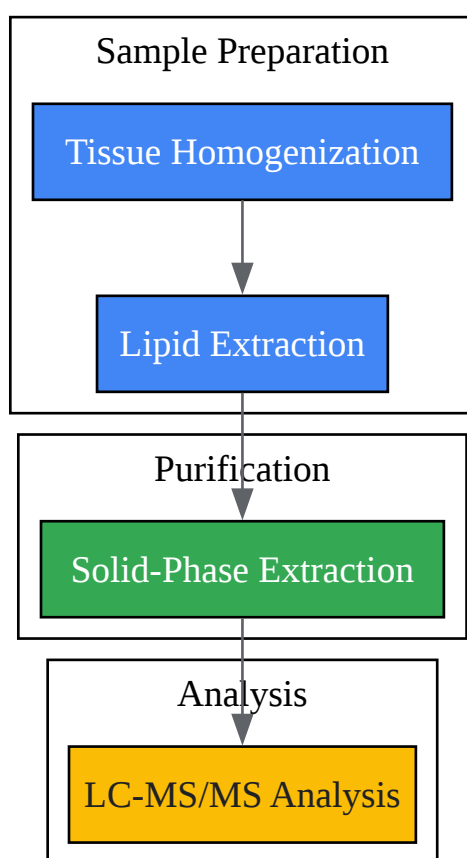 Sample Preparation
Tissue Homogenization
Lipid Extraction
Purification
Solid-Phase Extraction
Analysis
LC-MS/MS Analysis